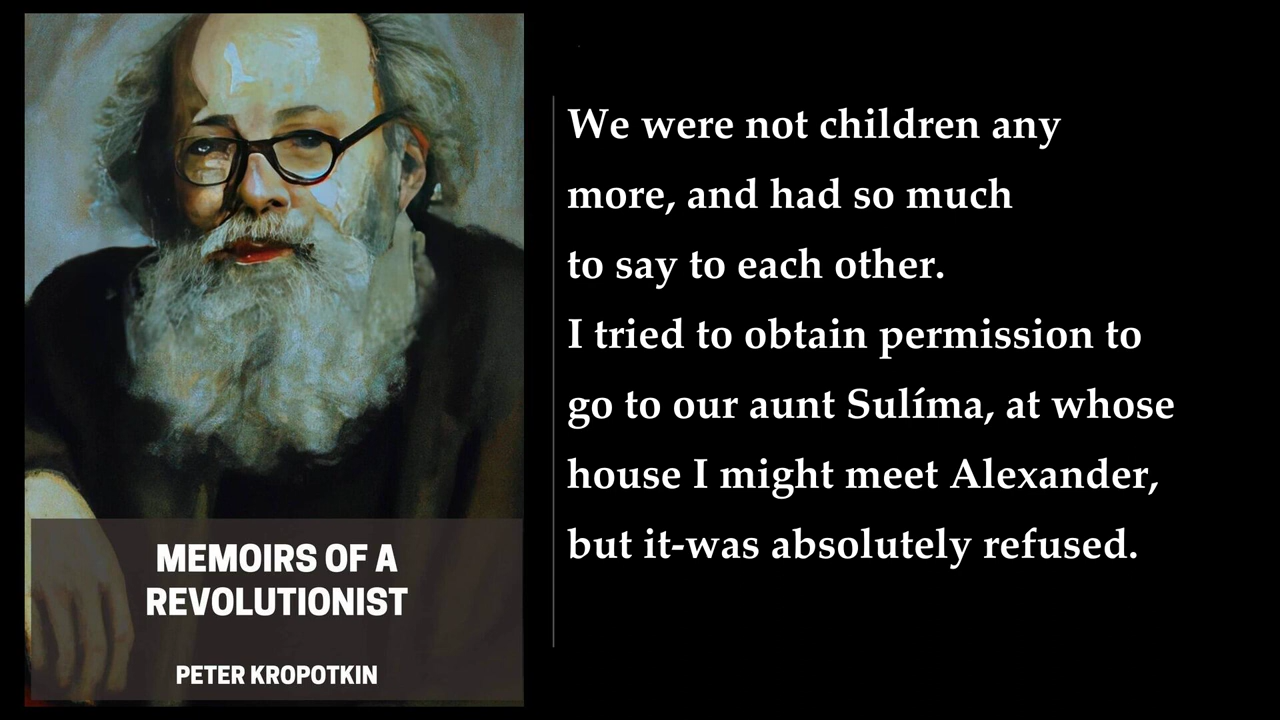 MEMOIRS OF A
REVOLUTIONIST
PETER KROPOTKIN
We were not children any
more, and had so much
to say to each other.
I tried to obtain permission to
go to our aunt Sulíma, at whose
house I might meet Alexander,
but it-was absolutely refused.